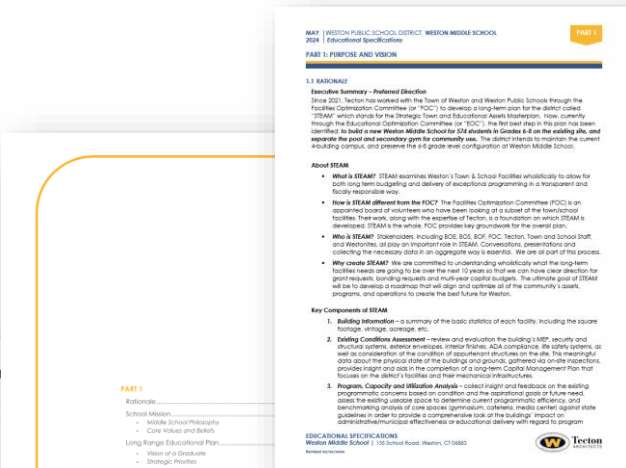 MAY | WESTON PUBLIC SCHOOL DISTRICT, WESTON MIDDLE SCHOOL
2024 | Educational Specifications
PART 1
PART 1: PURPOSE AND VISION
1.1 RATIONALE
Executive Summary – Preferred Direction
Since 2021, Tecton has worked with the Town of Weston and Weston Public Schools through the
Facilities Optimization Committee (or "FOC") to develop a long-term plan for the district called
"STEAM" which stands for the Strategic Town and Educational Assets Masterplan. Now, currently
through the Educational Optimization Committee (or "EOC"), the first best step in this plan has been
identified: to build a new Weston Middle School for 574 students in Grades 6-8 on the existing site, and
separate the pool and secondary gym for community use. The district intends to maintain the current
4-building campus, and preserve the 6-8 grade level configuration at Weston Middle School.
About STEAM
• What is STEAM? STEAM examines Weston's Town & School Facilities wholistically to allow for
both long term budgeting and delivery of exceptional programming in a transparent and
fiscally responsible way.
• How is STEAM different from the FOC? The Facilities Optimization Committee (FOC) is an
appointed board of volunteers who have been looking at a subset of the town/school
facilities. Their work, along with the expertise of Tecton, is a foundation on which STEAM is
developed. STEAM is the whole. FOC provides key groundwork for the overall plan.
• Who is STEAM? Stakeholders, including BOE, BOS, BOF, FOC, Tecton, Town and School Staff,
and Westonites, all play an important role in STEAM. Conversations, presentations and
collecting the necessary data in an aggregate way is essential. We are all part of this process.
• Why create STEAM? We are committed to understanding wholistically what the long-term
facilities needs are going to be over the next 10 years so that we can have clear direction for
grant requests, bonding requests and multi-year capital budgets. The ultimate goal of STEAM
will be to develop a roadmap that will align and optimize all of the community's assets,
programs, and operations to create the best future for Weston.
Key Components of STEAM
1. Building Information – a summary of the basic statistics of each facility, including the square
footage, vintage, acreage, etc.
2. Existing Conditions Assessment – review and evaluation the building's MEP, security and
structural systems, exterior envelopes, interior finishes, ADA compliance, life safety systems, as
well as consideration of the condition of appurtenant structures on the site. This meaningful
data about the physical state of the buildings and grounds, gathered via on-site inspections,
provides insight and aids in the completion of a long-term Capital Management Plan that
focuses on the district's facilities and their mechanical infrastructures.
3. Program, Capacity and Utilization Analysis – collect insight and feedback on the existing
programmatic concerns based on condition and the aspirational goals or future need,
assess the existing useable space to determine current programmatic efficiency, and
benchmarking analysis of core spaces (gymnasium, cafeteria, media center) against state
guidelines in order to provide a comprehensive look at the buildings' impact on
administrative/municipal effectiveness or educational delivery with regard to program
EDUCATIONAL SPECIFICATIONS
Weston Middle School | 135 School Road, Weston, CT 06883
Tecton
ARCHITECTS
PART 1
Rationale
School Mission
• Middle School Philosophy
• Core Values and Beliefs
Long Range Educational Plan
• Vision of a Graduate
• Strategic Priorities